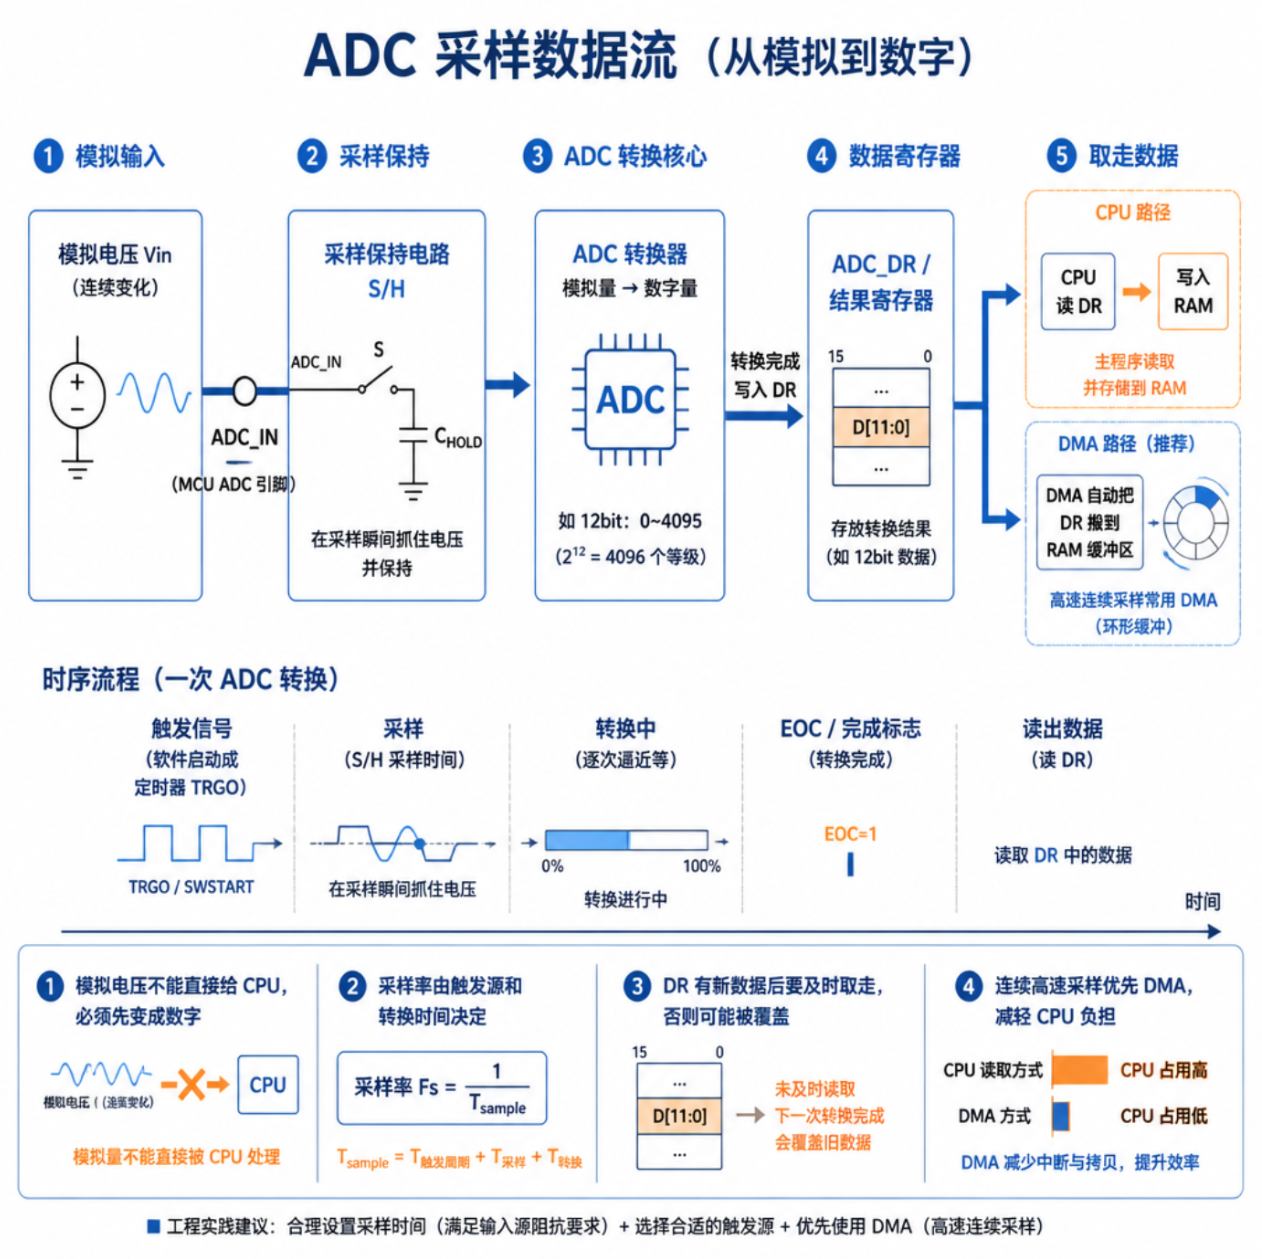 ADC 采样数据流（从模拟到数字）
1 模拟输入
2 采样保持
3 ADC 转换核心
4 数据寄存器
5 取走数据
模拟电压 Vin
（连续变化）
+
−
ADC_IN
（MCU ADC 引脚）
采样保持电路
S/H
ADC_IN
S
C_HOLD
在采样瞬间抓住电压
并保持
ADC 转换器
模拟量 → 数字量
ADC
如 12bit：0~4095
（2¹² = 4096 个等级）
转换完成
写入 DR
ADC_DR /
结果寄存器
15 0
...
D[11:0]
...
存放转换结果
（如 12bit 数据）
CPU 路径
CPU
读 DR
写入
RAM
主程序读取
并存储到 RAM
DMA 路径（推荐）
DMA 自动把
DR 搬到
RAM 缓冲区
高速连续采样常用 DMA
（环形缓冲）
时序流程（一次 ADC 转换）
触发信号
（软件启动成
定时器 TRGO）
TRGO / SWSTART
采样
（S/H 采样时间）
在采样瞬间抓住电压
转换中
（逐次逼近等）
0% 100%
转换进行中
EOC / 完成标志
（转换完成）
EOC=1
读出数据
（读 DR）
读取 DR 中的数据
时间
1 模拟电压不能直接给 CPU，
必须先变成数字
模拟电压
CPU
模拟量不能直接被 CPU 处理
2 采样率由触发源和
转换时间决定
采样率 Fs = 1 / T_sample
T_sample = T_触发周期 + T_采样 + T_转换
3 DR 有新数据后要及时取走，
否则可能被覆盖
15 0
...
D[11:0]
...
未及时读取
下一次转换完成
会覆盖旧数据
4 连续高速采样优先 DMA，
减轻 CPU 负担
CPU 读取方式 CPU 占用高
DMA 方式 CPU 占用低
DMA 减少中断与拷贝，提升效率
工程实践建议：合理设置采样时间（满足输入源阻抗要求）+ 选择合适的触发源 + 优先使用 DMA（高速连续采样）